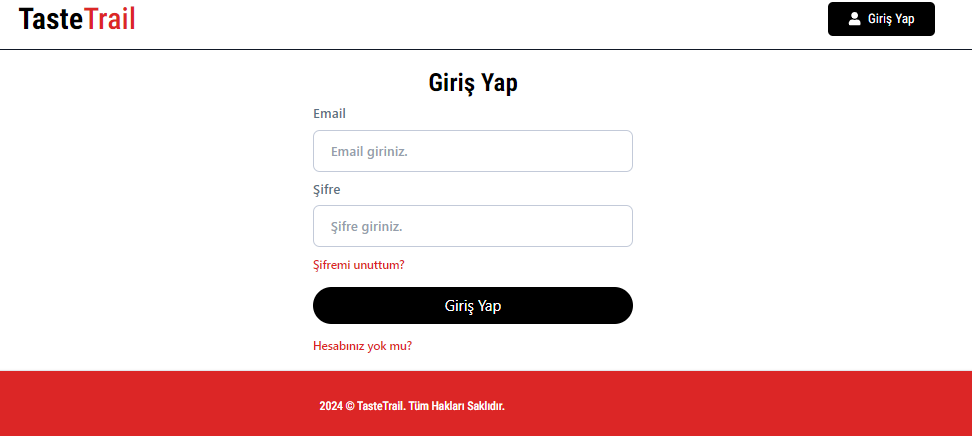 TasteTrail
Giriş Yap
Giriş Yap
Email
Email giriniz.
Şifre
Şifre giriniz.
Şifremi unuttum?
Giriş Yap
Hesabınız yok mu?
2024 © TasteTrail. Tüm Hakları Saklıdır.